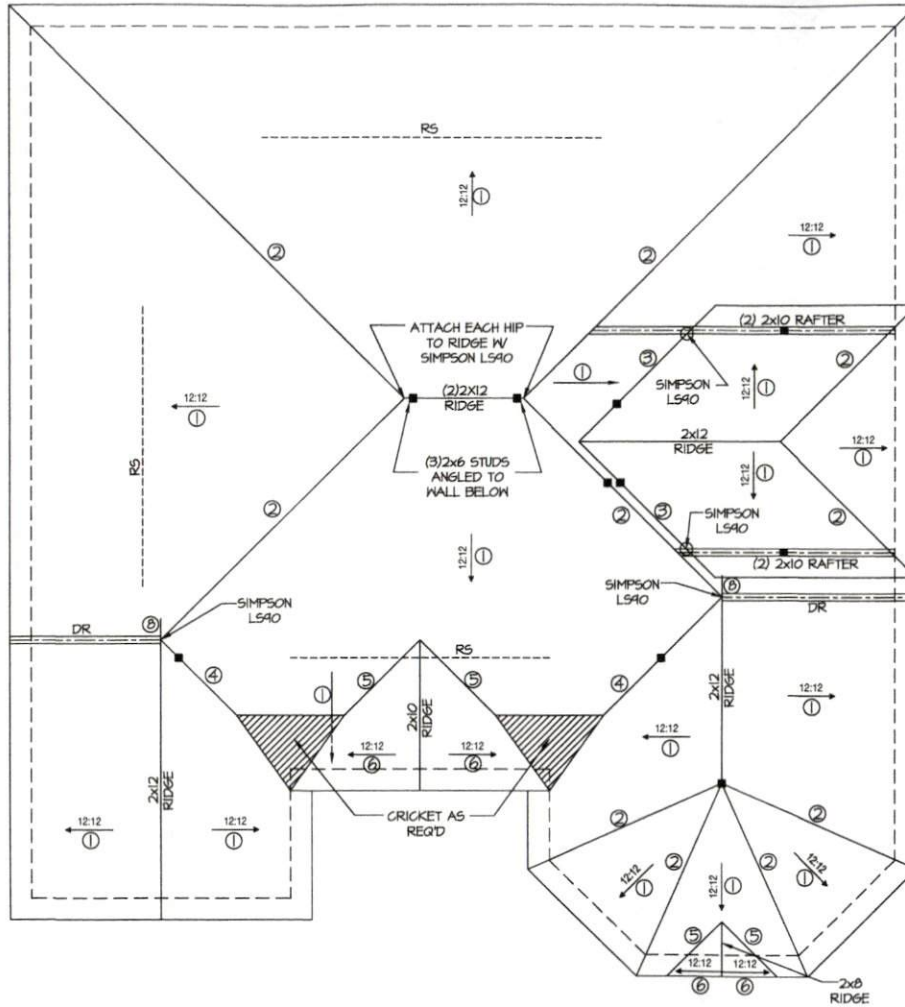 RS
12:12
①
12:12
①
②
②
ATTACH EACH HIP
TO RIDGE W/
SIMPSON LS90
(2) 2X10 RAFTER
③
SIMPSON
LS90
②
①
12:12
①
(2)2X12
RIDGE
12:12
①
RS
2x12
RIDGE
12:12
①
12:12
①
(3)2x6 STUDS
ANGLED TO
WALL BELOW
②
②
③
SIMPSON
LS90
②
(2) 2X10 RAFTER
12:12
①
SIMPSON
LS90
⑧
DR
⑧
DR
SIMPSON
LS90
④
RS
①
⑤
⑤
④
2x10
RIDGE
2x12
RIDGE
12:12
①
12:12
①
12:12
⑥
12:12
⑥
2x12
RIDGE
12:12
①
12:12
①
CRICKET AS
REQ'D
②
②
②
②
12:12
①
12:12
①
12:12
①
⑤
⑤
12:12
⑥
12:12
⑥
2x8
RIDGE